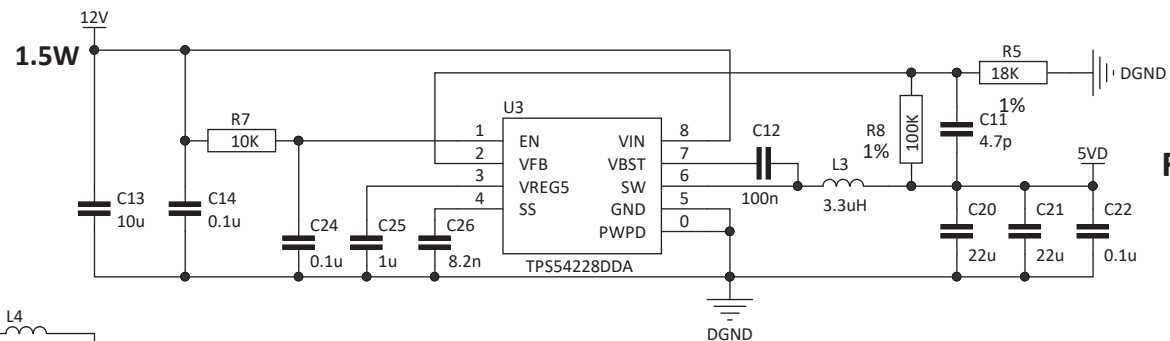 12V
1.5W
R7
10K
C13
10u
C14
0.1u
C24
0.1u
C25
1u
C26
8.2n
U3
1 EN VIN 8
2 VFB VBST 7
3 VREG5 SW 6
4 SS GND 5
PWPD 0
TPS54228DDA
C12
100n
L3
3.3uH
R8
1%
100K
C11
4.7p
R5
18K
1%
DGND
5VD
C20
22u
C21
22u
C22
0.1u
DGND
L4